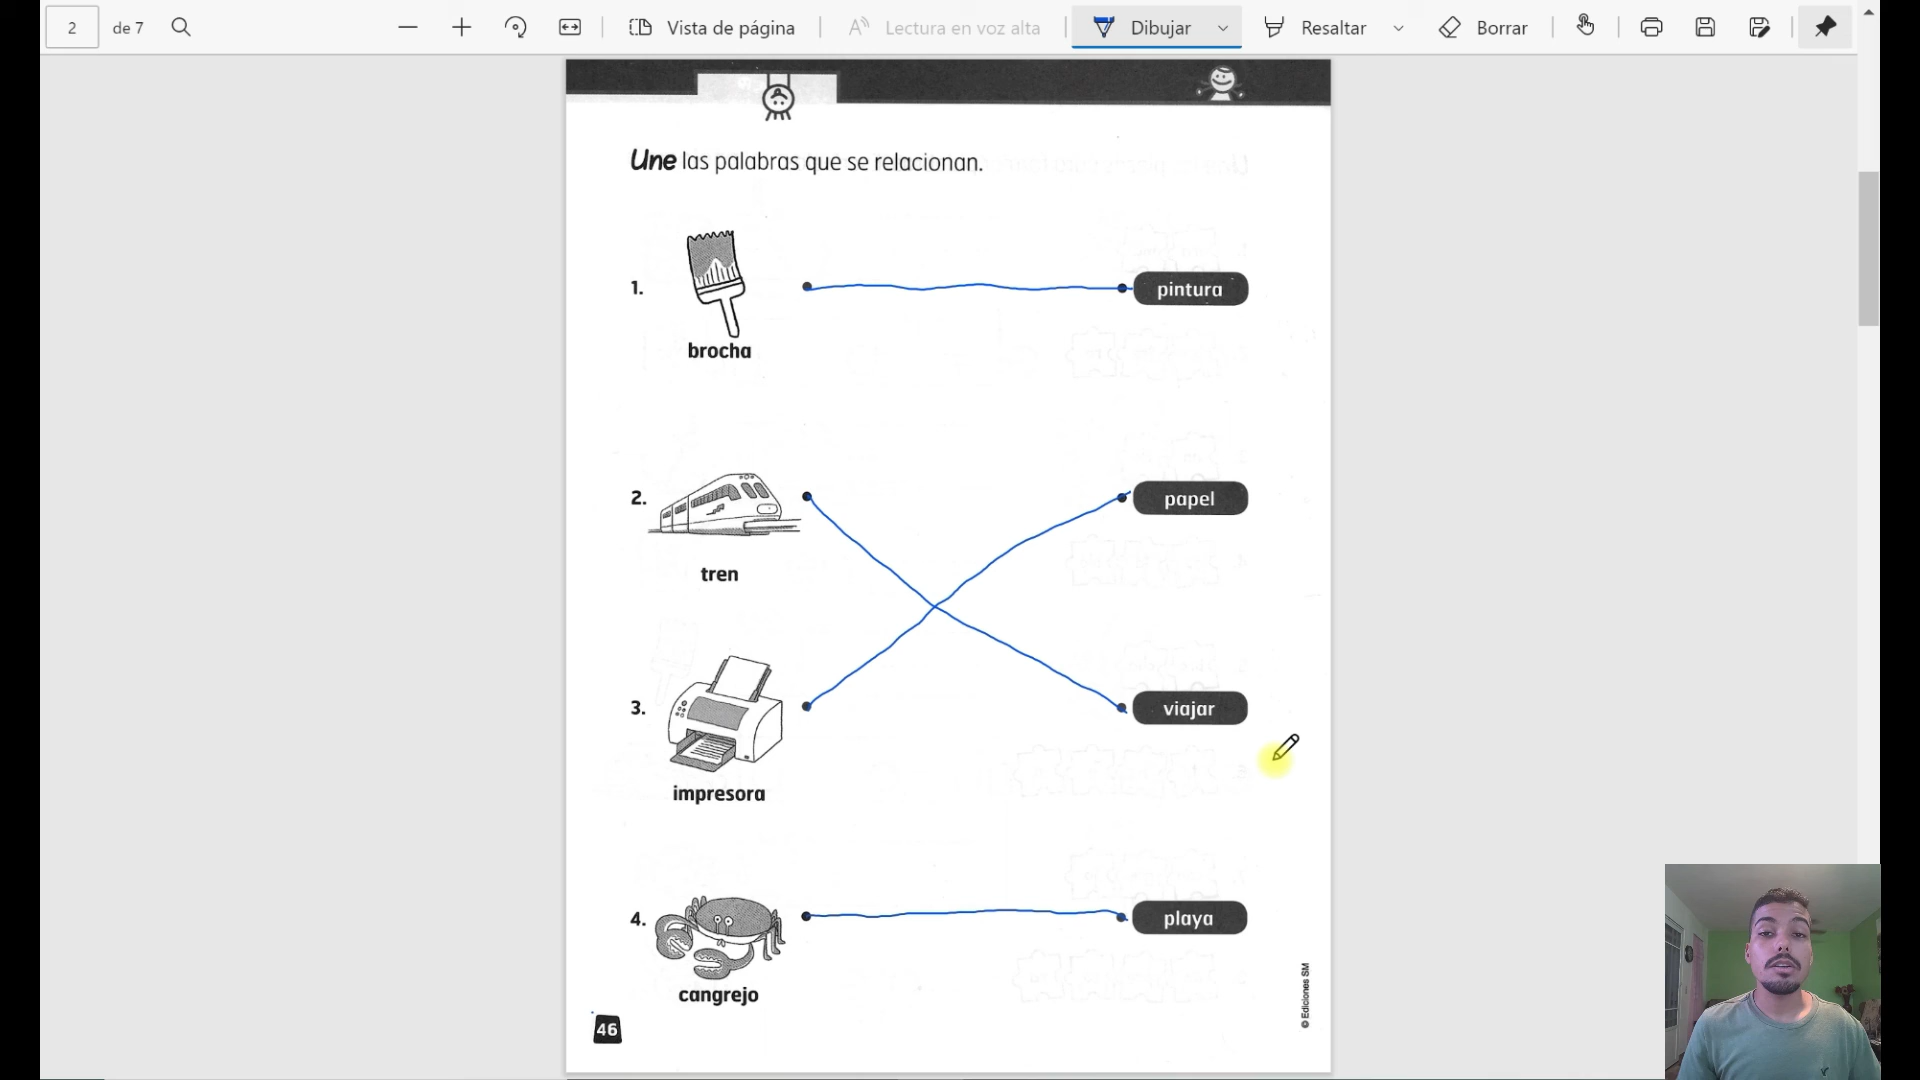 2 de 7 Vista de página Lectura en voz alta Dibujar Resaltar Borrar
Une las palabras que se relacionan.
1. brocha
pintura
2. tren
papel
3. impresora
viajar
4. cangrejo
playa
46
© Ediciones SM